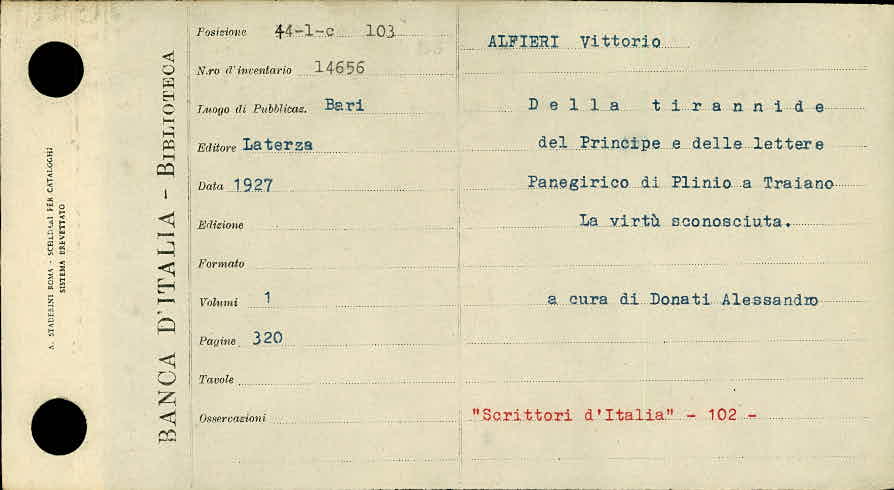 A. STADERINI ROMA - SCHEDARI PER CATALOGHI
SISTEMA BREVETTATO
BANCA D'ITALIA - BIBLIOTECA
Posizione 44-1-c 103
N.ro d'inventario 14656
Luogo di Pubblicaz. Bari
Editore Laterza
Data 1927
Edizione
Formato
Volumi 1
Pagine 320
Tavole
Osservazioni
ALFIERI Vittorio
Della tirannide
del Principe e delle lettere
Panegirico di Plinio a Traiano
La virtù sconosciuta.
a cura di Donati Alessandro
"Scrittori d'Italia" - 102 -